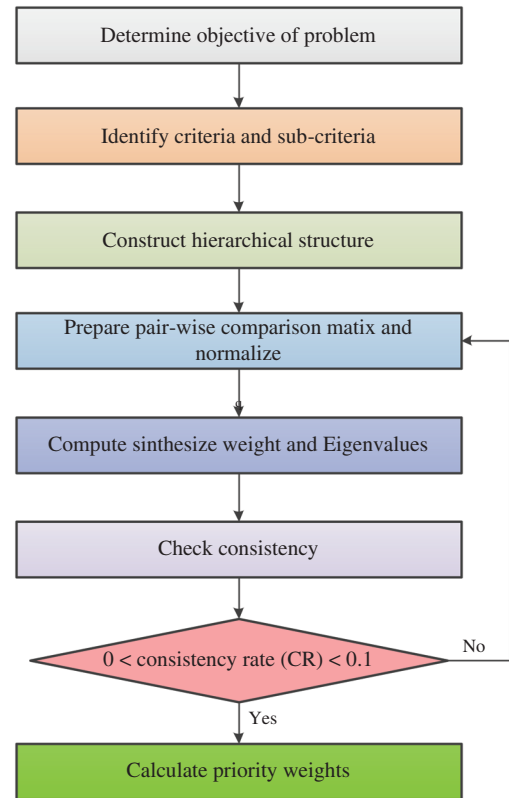 Determine objective of problem
Identify criteria and sub-criteria
Construct hierarchical structure
Prepare pair-wise comparison matix and
normalize
Compute sinthesize weight and Eigenvalues
Check consistency
0 < consistency rate (CR) < 0.1
No
Yes
Calculate priority weights